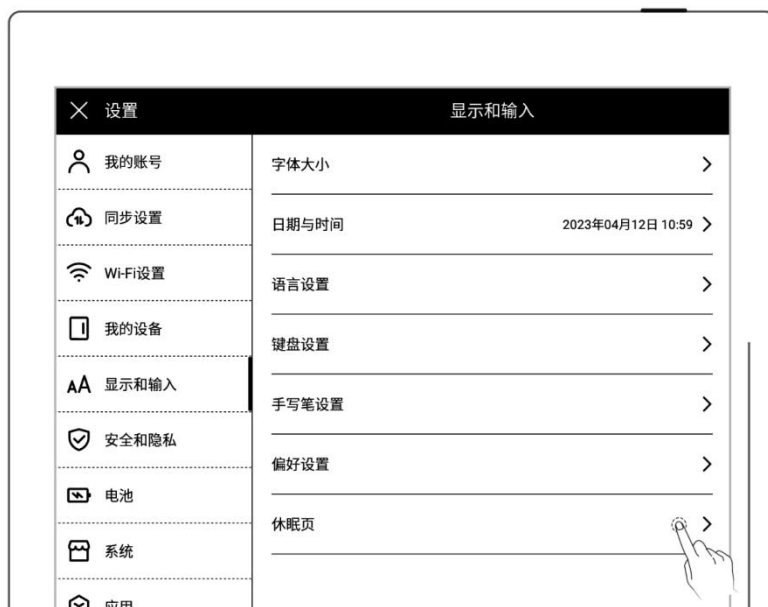 设置
显示和输入
我的账号
同步设置
Wi-Fi设置
我的设备
AA 显示和输入
安全和隐私
电池
系统
应用
字体大小
日期与时间 2023年04月12日 10:59
语言设置
键盘设置
手写笔设置
偏好设置
休眠页